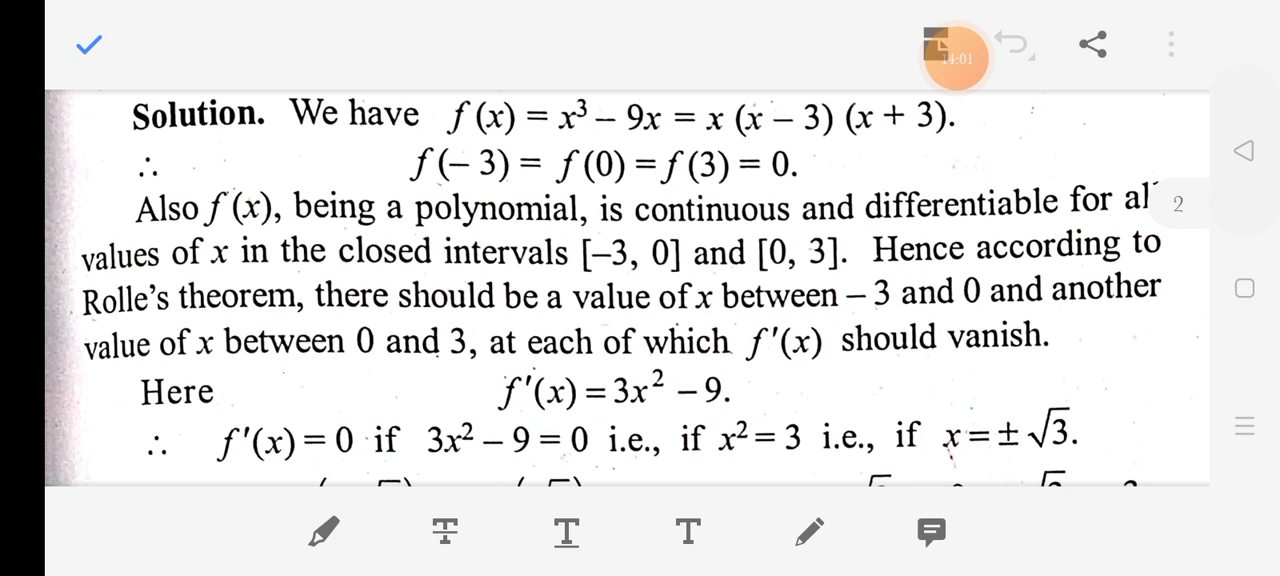 14:01
Solution. We have f (x) = x³ – 9x = x (x – 3) (x + 3).
∴ f (– 3) = f (0) = f (3) = 0.
Also f (x), being a polynomial, is continuous and differentiable for
2
values of x in the closed intervals [–3, 0] and [0, 3]. Hence according to
Rolle's theorem, there should be a value of x between – 3 and 0 and another
value of x between 0 and 3, at each of which f '(x) should vanish.
Here f '(x) = 3x² – 9.
∴ f '(x) = 0 if 3x² – 9 = 0 i.e., if x² = 3 i.e., if x = ± √3.
T T T